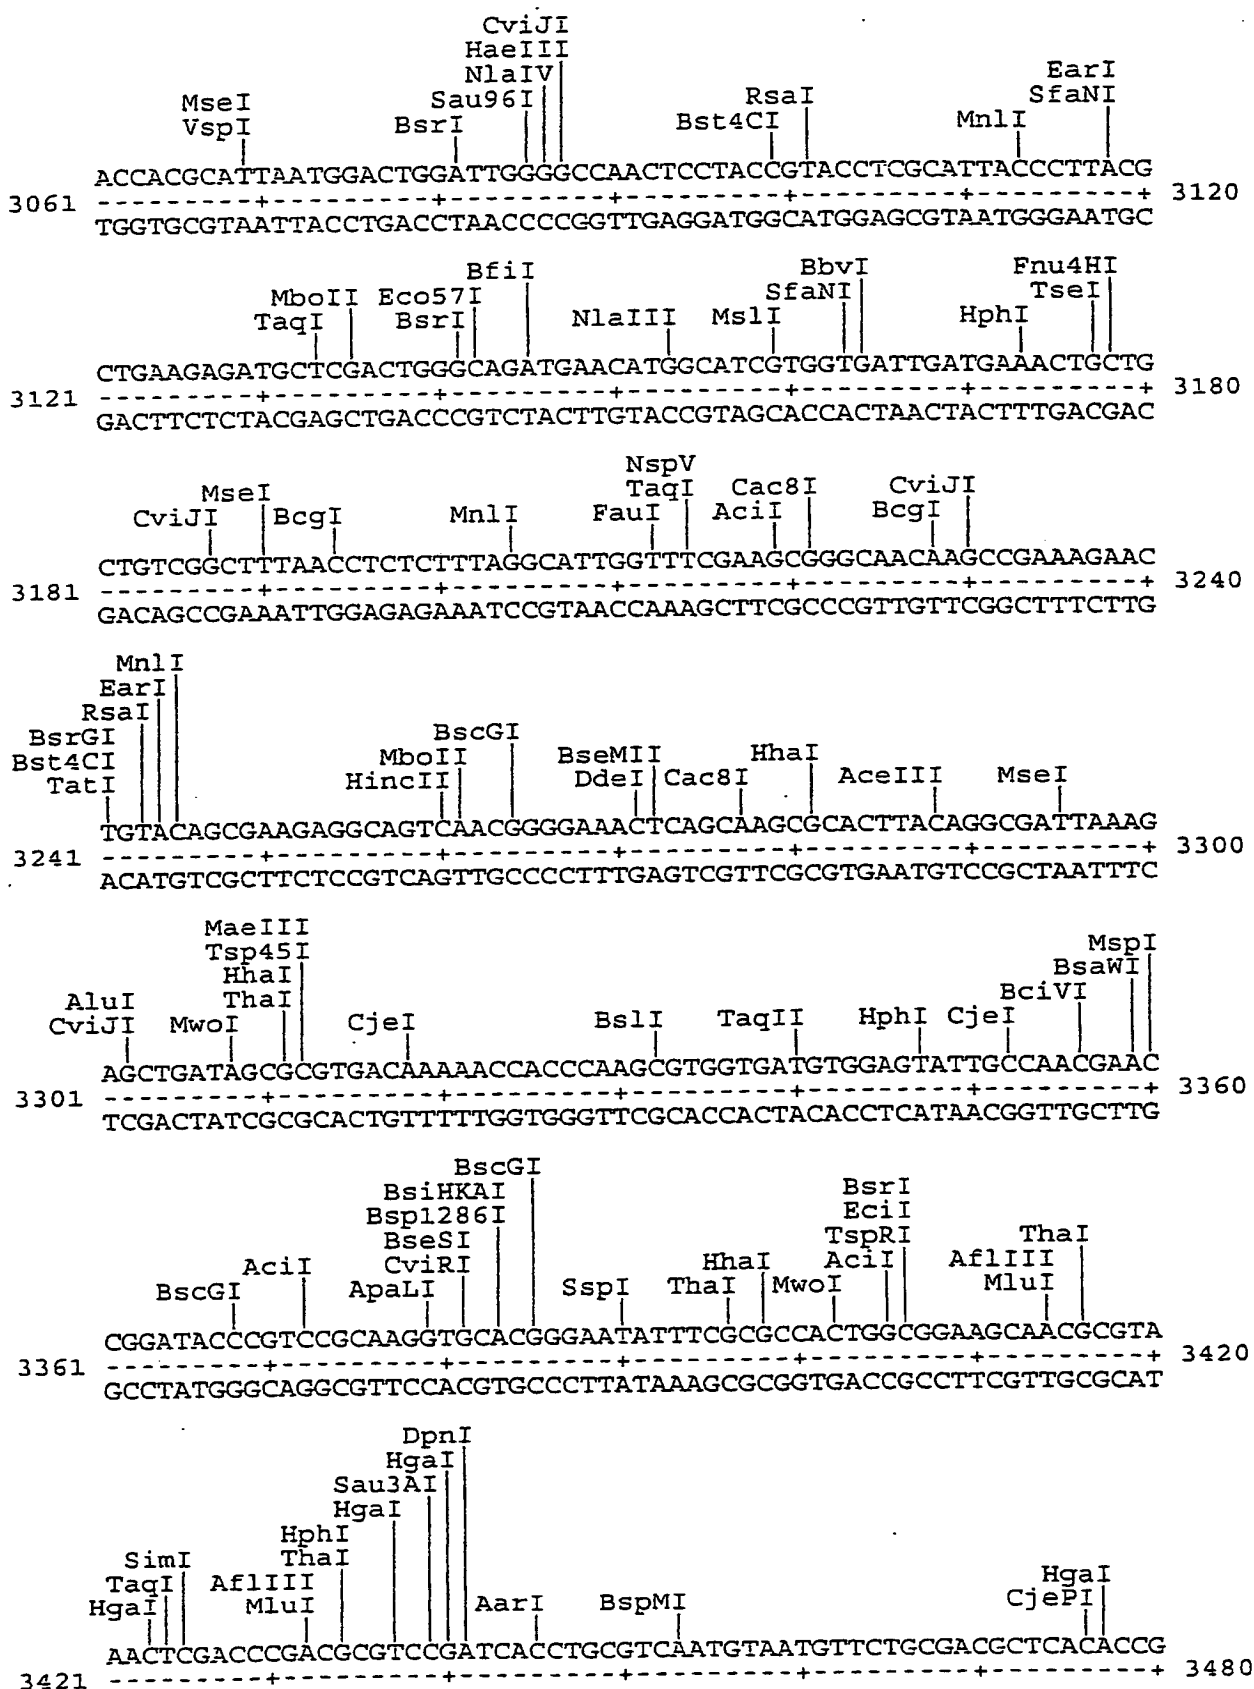 CviJI
HaeIII
NlaIV EarI
MseI Sau96I RsaI SfaNI
VspI BsrI Bst4CI MnlI
ACCACGCATTAATGGACTGGATTGGGGCCAACTCCTACCGTACCTCGCATTACCCTTACG
3061 ---------+---------+---------+---------+---------+---------+ 3120
TGGTGCGTAATTACCTGACCTAACCCCGGTTGAGGATGGCATGGAGCGTAATGGGAATGC
BfiI BbvI Fnu4HI
MboII Eco57I SfaNI TseI
TaqI BsrI NlaIII MslI HphI
CTGAAGAGATGCTCGACTGGGCAGATGAACATGGCATCGTGGTGATTGATGAAACTGCTG
3121 ---------+---------+---------+---------+---------+---------+ 3180
GACTTCTCTACGAGCTGACCCGTCTACTTGTACCGTAGCACCACTAACTACTTTGACGAC
NspV
MseI TaqI Cac8I CviJI
CviJI BcgI MnlI FauI AciI BcgI
CTGTCGGCTTTTAACCTCTCTTTAGGCATTGGTTTCGAAGCGGGCAACAAGCCGAAAGAAC
3181 ---------+---------+---------+---------+---------+---------+ 3240
GACAGCCGAAAATTGGAGAGAAATCCGTAACCAAAGCTTCGCCCGTTGTTCGGCTTTCTTG
MnlI
EarI
RsaI
BsrGI BscGI
Bst4CI MboII BseMII HhaI
TatI HincII DdeI Cac8I AceIII MseI
TGTACAGCGAAGAGGCAGTCAACGGGGAAACTCAGCAAGCGCACTTACAGGCGATTAAAG
3241 ---------+---------+---------+---------+---------+---------+ 3300
ACATGTCGCTTCTCCGTCAGTTGCCCCTTTGAGTCGTTCGCGTGAATGTCCGCTAATTTC
MaeIII
Tsp45I MspI
HhaI BsaWI
AluI ThaI BciVI
CviJI MwoI CjeI BslI TaqII HphI CjeI
AGCTGATAGCGCGTGACAAAAACCACCCAAGCGTGGTGATGTGGAGTATTGCCAACGAAC
3301 ---------+---------+---------+---------+---------+---------+ 3360
TCGACTATCGCGCACTGTTTTTGGTGGGTTCGCACCACTACACCTCATAACGGTTGCTTG
BscGI
BsiHKAI BsrI
Bsp1286I EciI
BseSI TspRI ThaI
AciI CviRI HhaI AciI AflIII
BscGI ApaLI SspI ThaI MwoI MluI
CGGATACCCGTCCGCAAGGTGCACGGGAATATTTCGCGCCACTGGCGGAAGCAACGCGTA
3361 ---------+---------+---------+---------+---------+---------+ 3420
GCCTATGGGCAGGCGTTCCACGTGCCCTTATAAAGCGCGGTGACCGCCTTCGTTGCGCAT
DpnI
HgaI
Sau3AI
HgaI
HphI
SimI ThaI
TaqI AflIII HgaI
HgaI MluI AarI BspMI CjePI
AACTCGACCCGACGCGTCCGATCACCTGCGTCAATGTAATGTTCTGCGACGCTCACACCG
3421 ---------+---------+---------+---------+---------+---------+ 3480